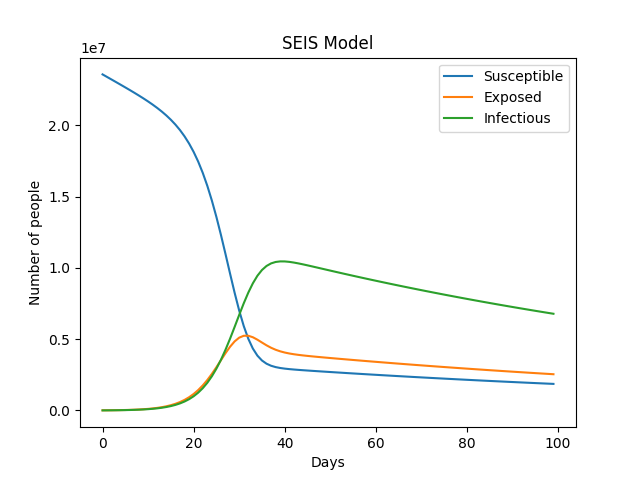 SEIS Model
1e7
Susceptible
Exposed
Infectious
Number of people
2.0
1.5
1.0
0.5
0.0
0 20 40 60 80 100
Days